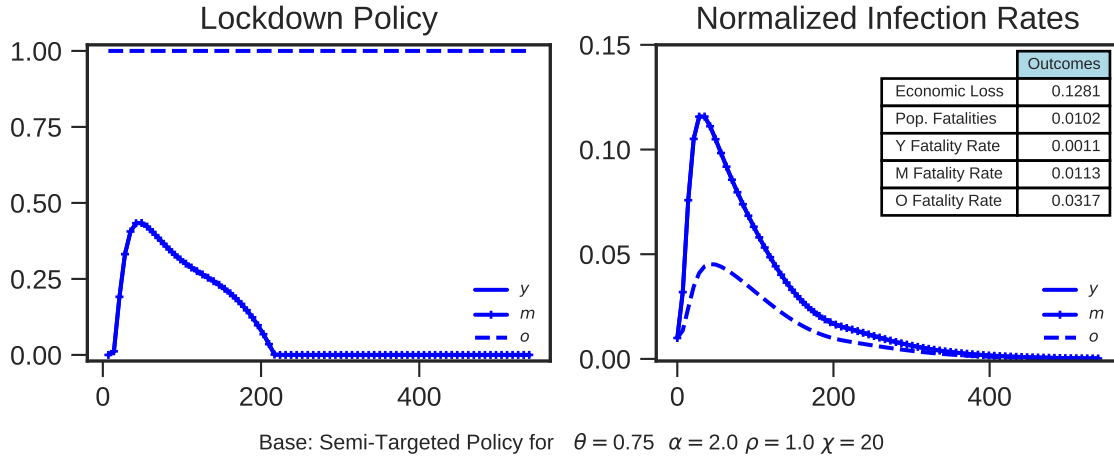 Lockdown Policy
1.00
0.75
0.50
0.25
0.00
0 200 400
y
m
o
Normalized Infection Rates
0.15
0.10
0.05
0.00
0 200 400
Outcomes
Economic Loss 0.1281
Pop. Fatalities 0.0102
Y Fatality Rate 0.0011
M Fatality Rate 0.0113
O Fatality Rate 0.0317
y
m
o
Base: Semi-Targeted Policy for θ = 0.75 α = 2.0 ρ = 1.0 χ = 20